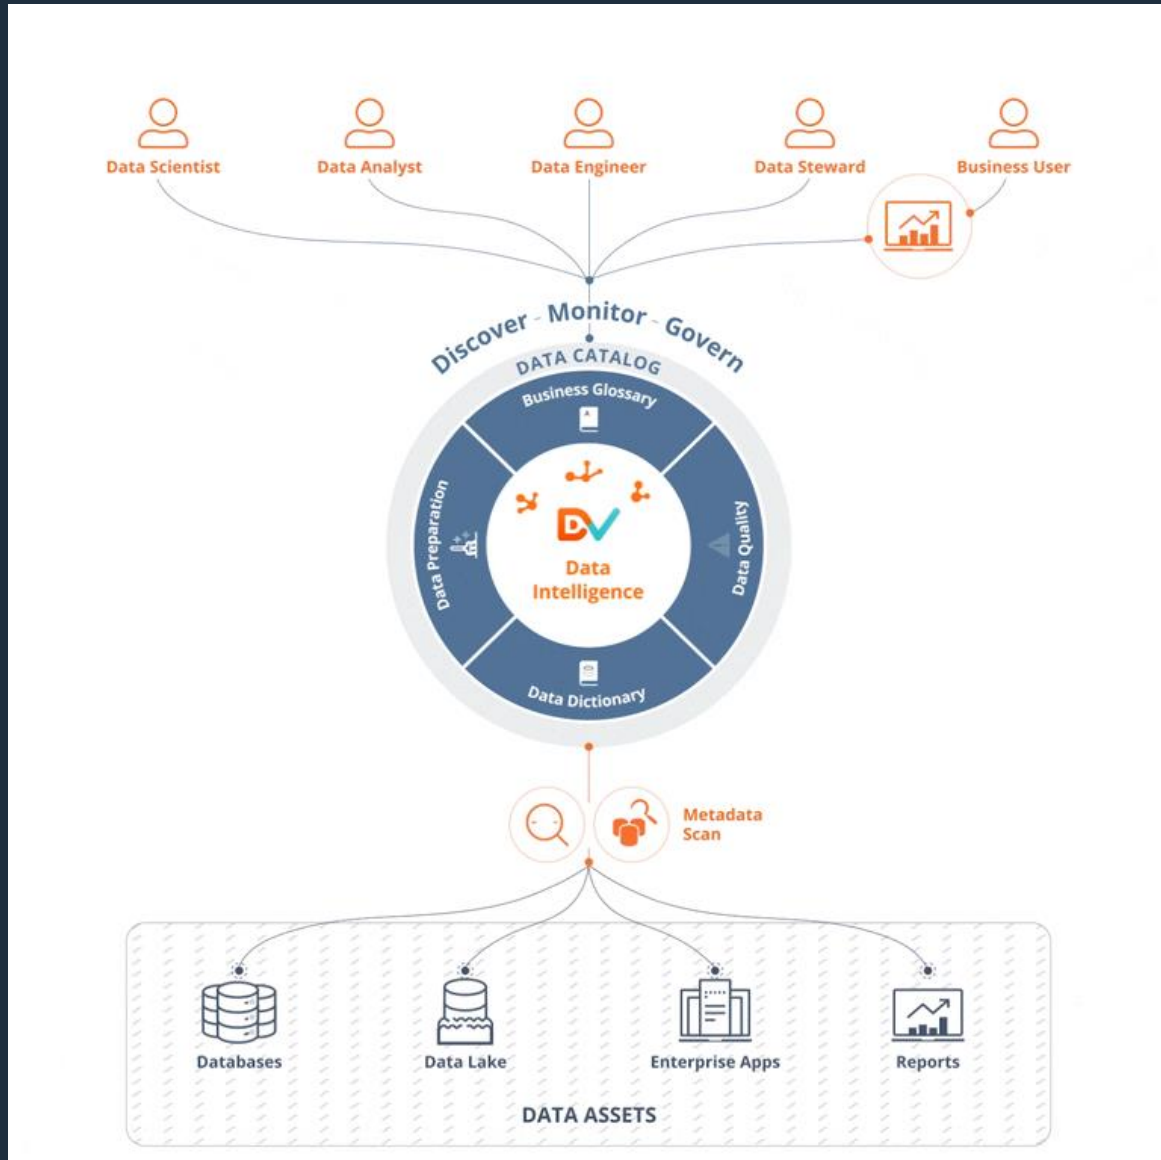 Data Scientist
Data Analyst
Data Engineer
Data Steward
Business User
Discover - Monitor - Govern
DATA CATALOG
Business Glossary
Data Preparation
Data Quality
DV
Data
Intelligence
Data Dictionary
Metadata
Scan
Databases
Data Lake
Enterprise Apps
Reports
DATA ASSETS